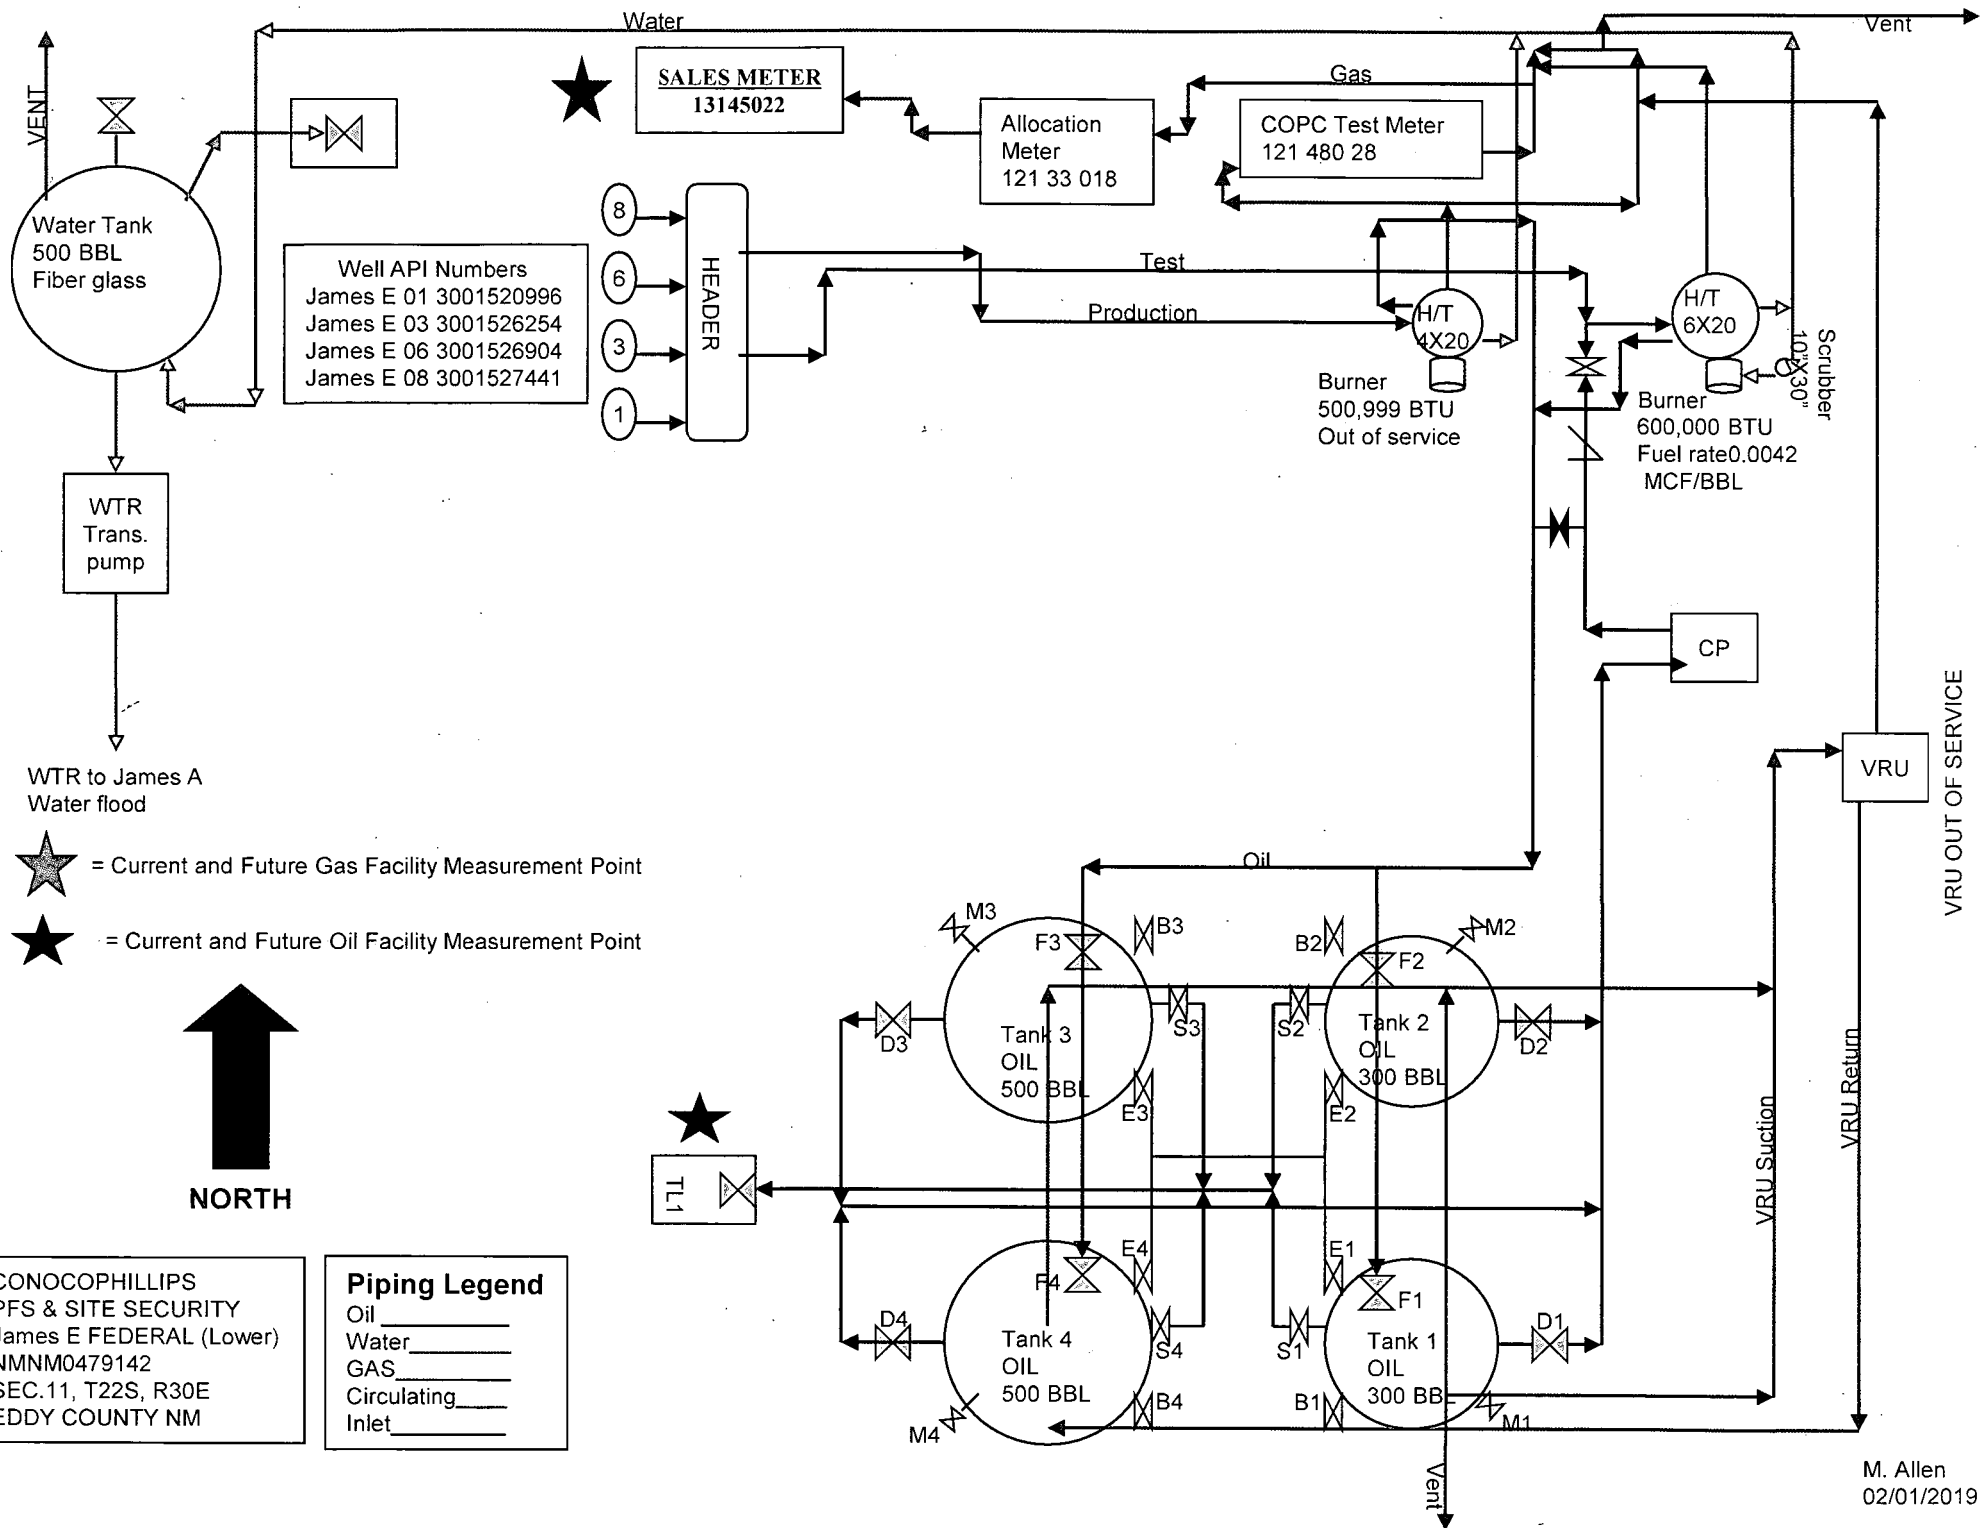 Water
Vent
VENT
SALES METER
13145022
Gas
Allocation
Meter
121 33 018
COPC Test Meter
121 480 28
Water Tank
500 BBL
Fiber glass
Well API Numbers
James E 01 3001520996
James E 03 3001526254
James E 06 3001526904
James E 08 3001527441
8
6
3
1
HEADER
Test
Production
H/T
4X20
H/T
6X20
Scrubber
10"X30"
Burner
500,999 BTU
Out of service
Burner
600,000 BTU
Fuel rate0.0042
MCF/BBL
WTR
Trans.
pump
CP
VRU
VRU OUT OF SERVICE
WTR to James A
Water flood
= Current and Future Gas Facility Measurement Point
= Current and Future Oil Facility Measurement Point
NORTH
Oil
M3
F3
B3
B2
F2
M2
D3
S3
S2
D2
Tank 3
OIL
500 BBL
Tank 2
OIL
300 BBL
E3
E2
TL1
VRU Suction
VRU Return
E4
E1
F4
F1
D4
S4
S1
D1
Tank 4
OIL
500 BBL
Tank 1
OIL
300 BBL
M4
B4
B1
M1
Vent
CONOCOPHILLIPS
PFS & SITE SECURITY
James E FEDERAL (Lower)
NMNM0479142
SEC.11, T22S, R30E
EDDY COUNTY NM
Piping Legend
Oil
Water
GAS
Circulating
Inlet
M. Allen
02/01/2019